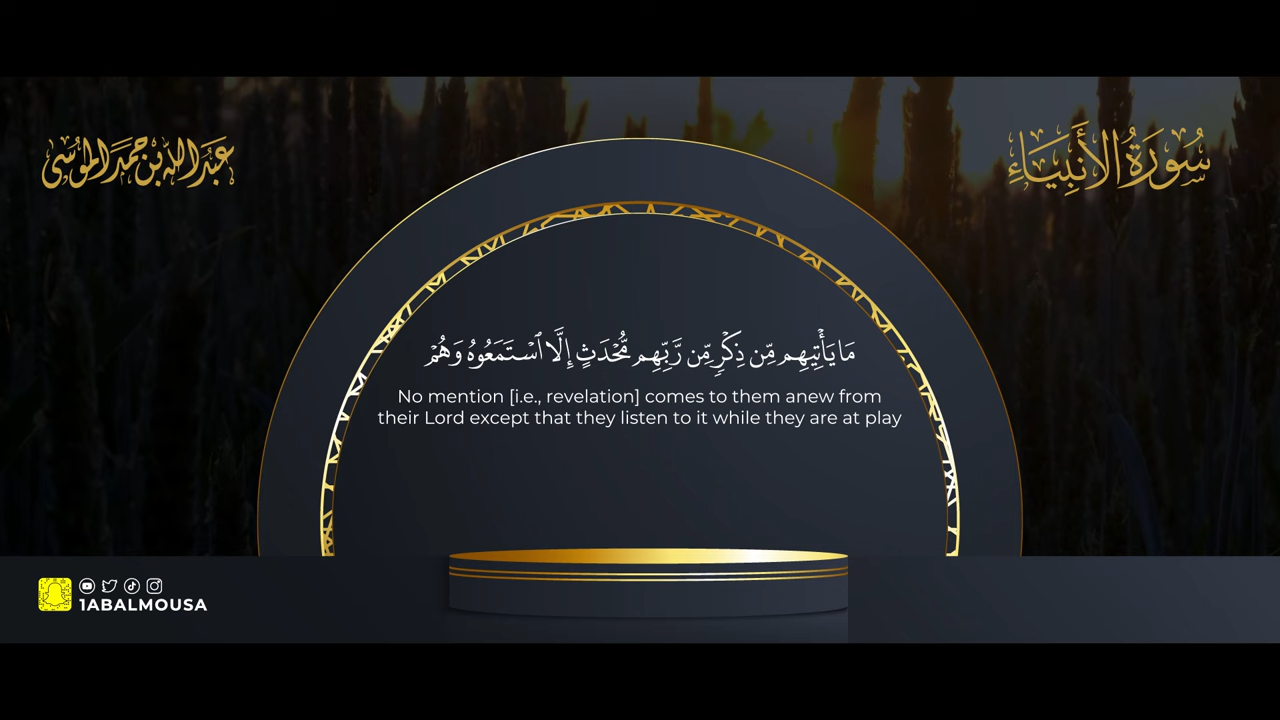 سُورَةُ الأَنبِيَاءِ
عبدالله بن حمد الموسى
مَا يَأْتِيهِم مِّن ذِكْرٍ مِّن رَّبِّهِم مُّحْدَثٍ إِلَّا ٱسْتَمَعُوهُ وَهُمْ
No mention [i.e., revelation] comes to them anew from
their Lord except that they listen to it while they are at play
1ABALMOUSA